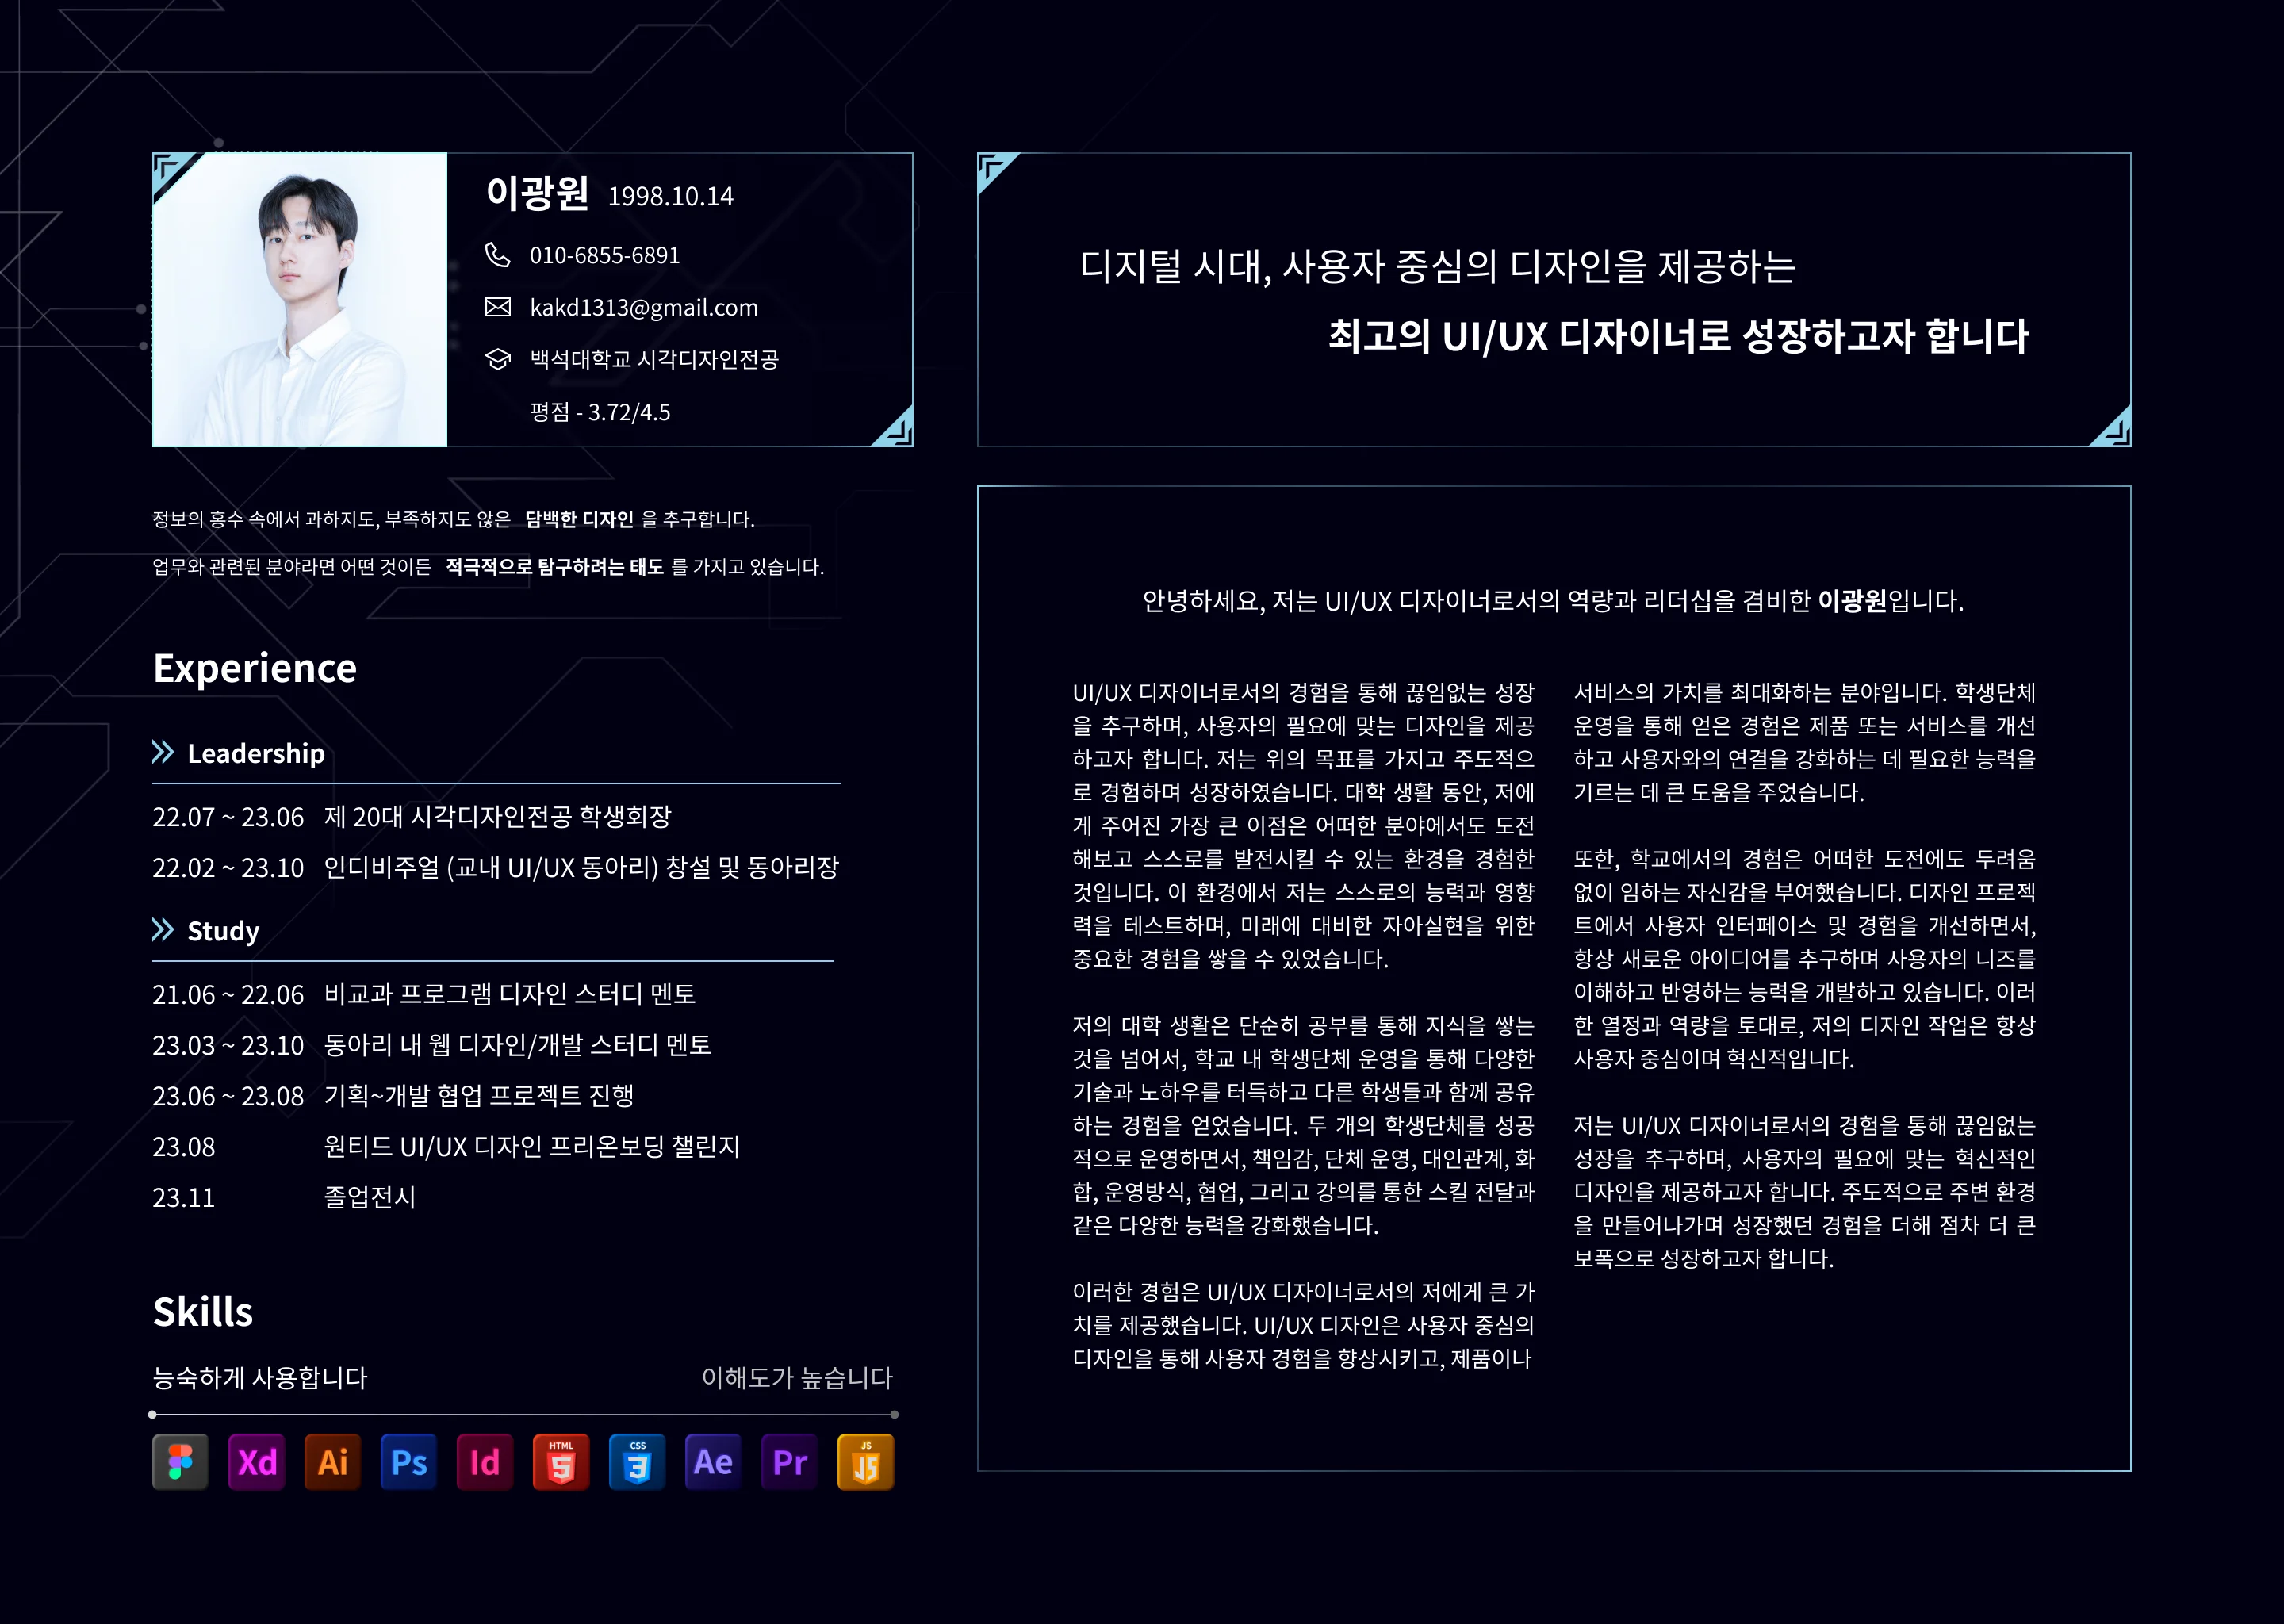 이광원 1998.10.14
010-6855-6891
kakd1313@gmail.com
백석대학교 시각디자인전공
평점 - 3.72/4.5
정보의 홍수 속에서 과하지도, 부족하지도 않은 담백한 디자인 을 추구합니다.
업무와 관련된 분야라면 어떤 것이든 적극적으로 탐구하려는 태도 를 가지고 있습니다.
Experience
Leadership
22.07 ~ 23.06 제 20대 시각디자인전공 학생회장
22.02 ~ 23.10 인디비주얼 (교내 UI/UX 동아리) 창설 및 동아리장
Study
21.06 ~ 22.06 비교과 프로그램 디자인 스터디 멘토
23.03 ~ 23.10 동아리 내 웹 디자인/개발 스터디 멘토
23.06 ~ 23.08 기획~개발 협업 프로젝트 진행
23.08 원티드 UI/UX 디자인 프리온보딩 챌린지
23.11 졸업전시
Skills
능숙하게 사용합니다 이해도가 높습니다
Xd Ai Ps Id HTML 5 CSS 3 Ae Pr JS JS
디지털 시대, 사용자 중심의 디자인을 제공하는
최고의 UI/UX 디자이너로 성장하고자 합니다
안녕하세요, 저는 UI/UX 디자이너로서의 역량과 리더십을 겸비한 이광원입니다.
UI/UX 디자이너로서의 경험을 통해 끊임없는 성장
을 추구하며, 사용자의 필요에 맞는 디자인을 제공
하고자 합니다. 저는 위의 목표를 가지고 주도적으
로 경험하며 성장하였습니다. 대학 생활 동안, 저에
게 주어진 가장 큰 이점은 어떠한 분야에서도 도전
해보고 스스로를 발전시킬 수 있는 환경을 경험한
것입니다. 이 환경에서 저는 스스로의 능력과 영향
력을 테스트하며, 미래에 대비한 자아실현을 위한
중요한 경험을 쌓을 수 있었습니다.
저의 대학 생활은 단순히 공부를 통해 지식을 쌓는
것을 넘어서, 학교 내 학생단체 운영을 통해 다양한
기술과 노하우를 터득하고 다른 학생들과 함께 공유
하는 경험을 얻었습니다. 두 개의 학생단체를 성공
적으로 운영하면서, 책임감, 단체 운영, 대인관계, 화
합, 운영방식, 협업, 그리고 강의를 통한 스킬 전달과
같은 다양한 능력을 강화했습니다.
이러한 경험은 UI/UX 디자이너로서의 저에게 큰 가
치를 제공했습니다. UI/UX 디자인은 사용자 중심의
디자인을 통해 사용자 경험을 향상시키고, 제품이나
서비스의 가치를 최대화하는 분야입니다. 학생단체
운영을 통해 얻은 경험은 제품 또는 서비스를 개선
하고 사용자와의 연결을 강화하는 데 필요한 능력을
기르는 데 큰 도움을 주었습니다.
또한, 학교에서의 경험은 어떠한 도전에도 두려움
없이 임하는 자신감을 부여했습니다. 디자인 프로젝
트에서 사용자 인터페이스 및 경험을 개선하면서,
항상 새로운 아이디어를 추구하며 사용자의 니즈를
이해하고 반영하는 능력을 개발하고 있습니다. 이러
한 열정과 역량을 토대로, 저의 디자인 작업은 항상
사용자 중심이며 혁신적입니다.
저는 UI/UX 디자이너로서의 경험을 통해 끊임없는
성장을 추구하며, 사용자의 필요에 맞는 혁신적인
디자인을 제공하고자 합니다. 주도적으로 주변 환경
을 만들어나가며 성장했던 경험을 더해 점차 더 큰
보폭으로 성장하고자 합니다.